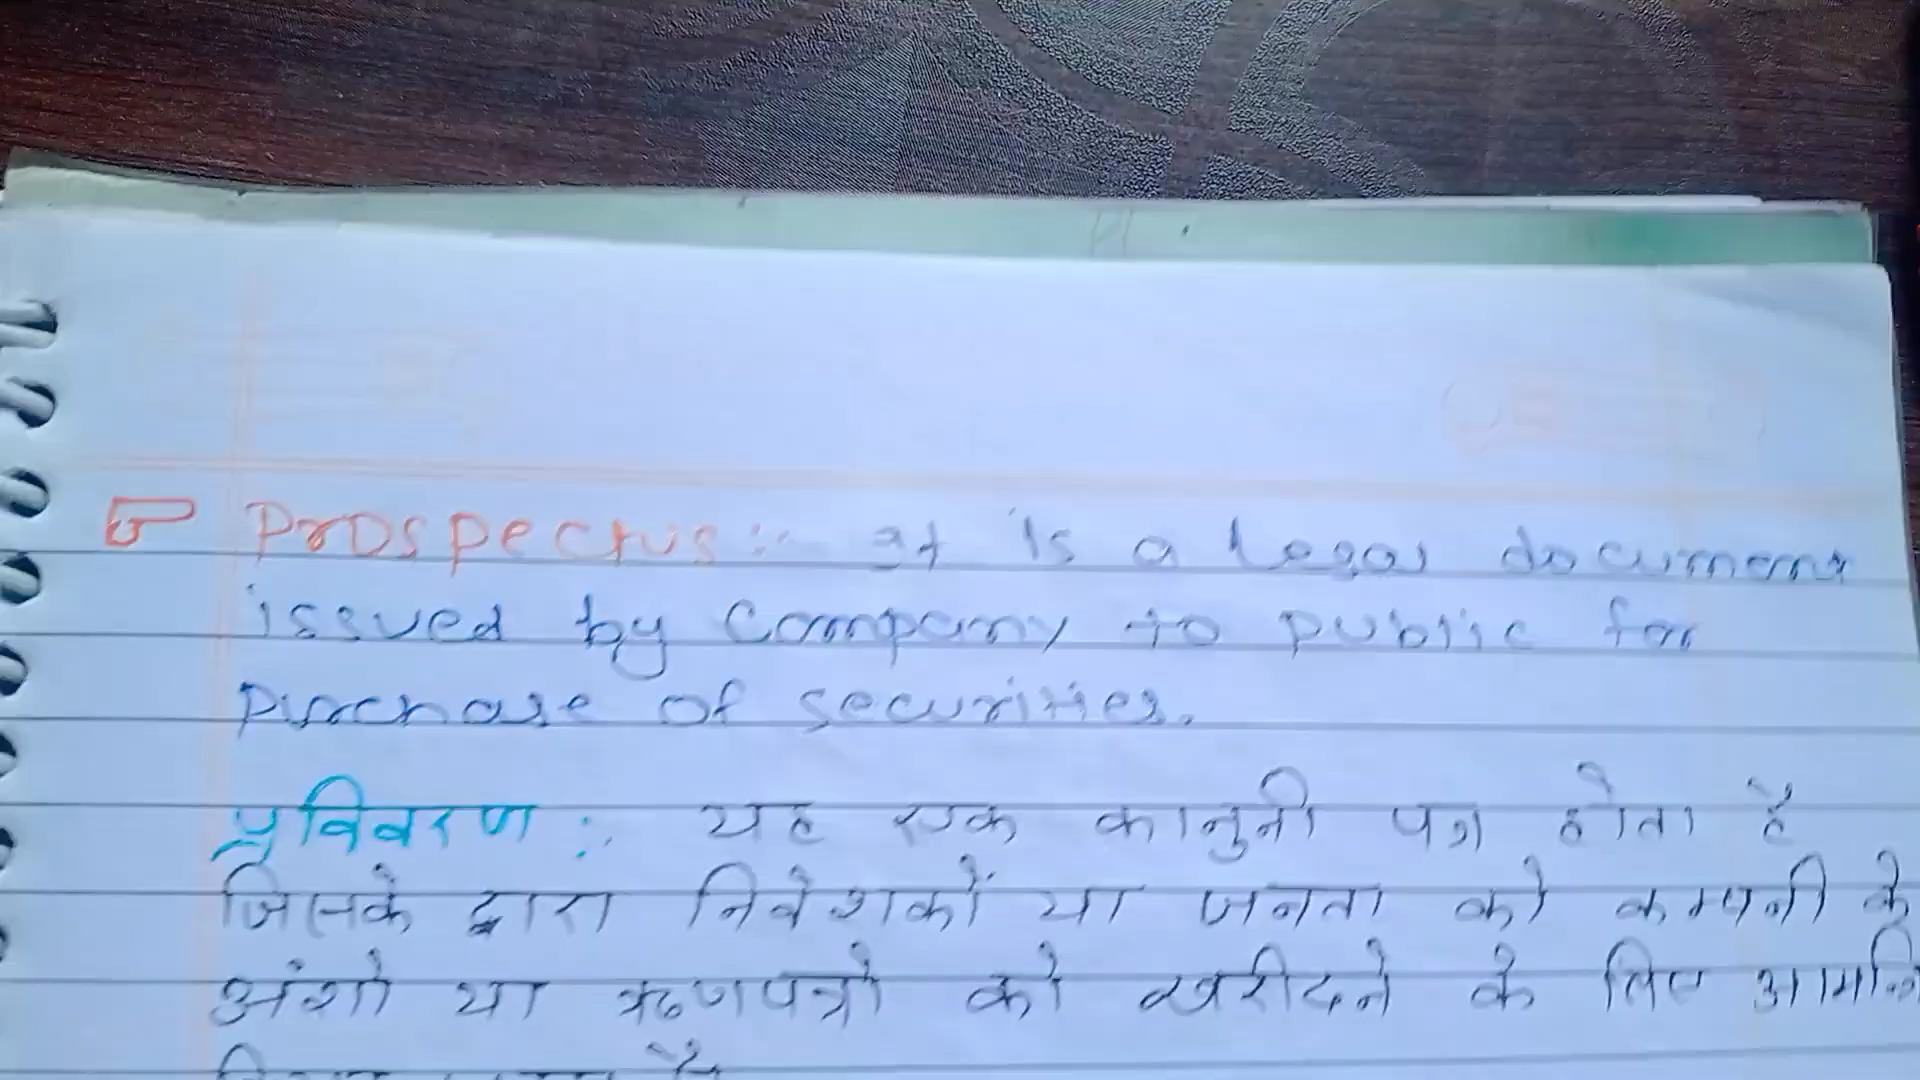 Prospectus :- It is a legal document
issued by company to public for
purchase of securities.
प्रविवरण :- यह एक कानुनी पत्र होता है
जिसके द्वारा निवेशकों या जनता को कम्पनी के
अंशो या ऋणपत्रो को खरीदने के लिए